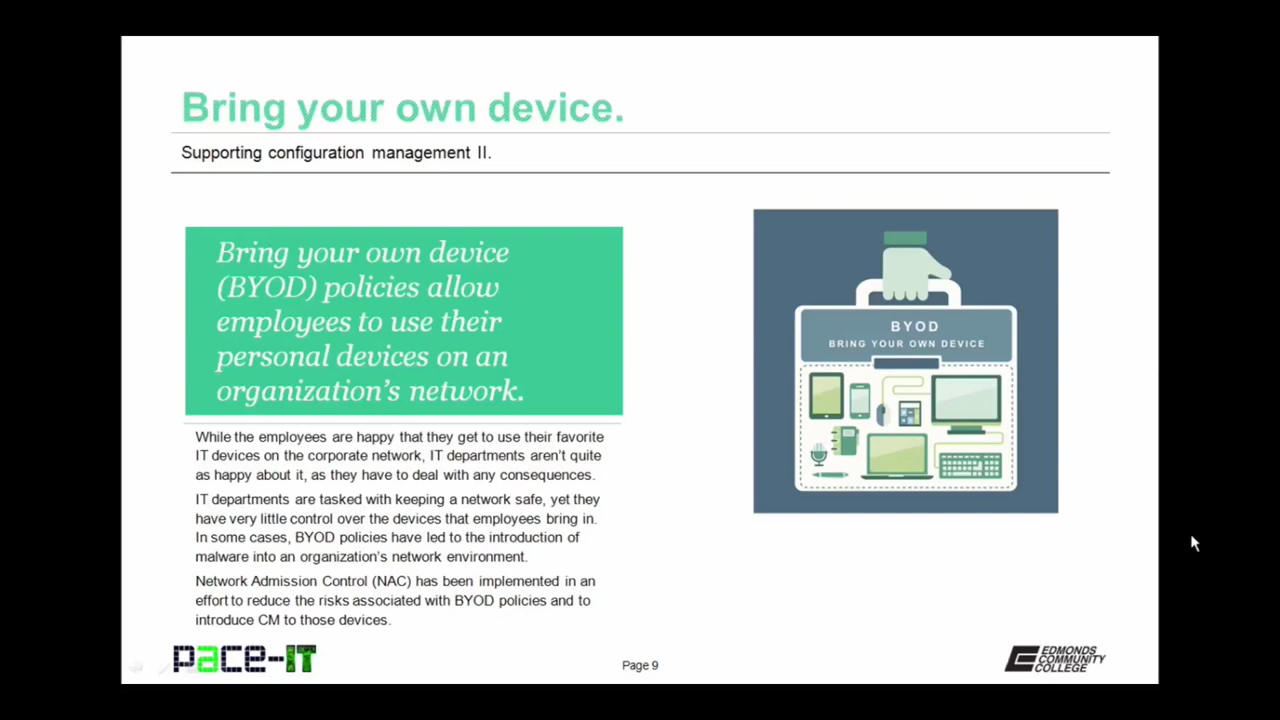 Bring your own device.
Supporting configuration management II.
Bring your own device
(BYOD) policies allow
employees to use their
personal devices on an
organization's network.
While the employees are happy that they get to use their favorite
IT devices on the corporate network, IT departments aren't quite
as happy about it, as they have to deal with any consequences.
IT departments are tasked with keeping a network safe, yet they
have very little control over the devices that employees bring in.
In some cases, BYOD policies have led to the introduction of
malware into an organization's network environment.
Network Admission Control (NAC) has been implemented in an
effort to reduce the risks associated with BYOD policies and to
introduce CM to those devices.
BYOD
BRING YOUR OWN DEVICE
pace-IT
Page 9
EDMONDS
COMMUNITY
COLLEGE